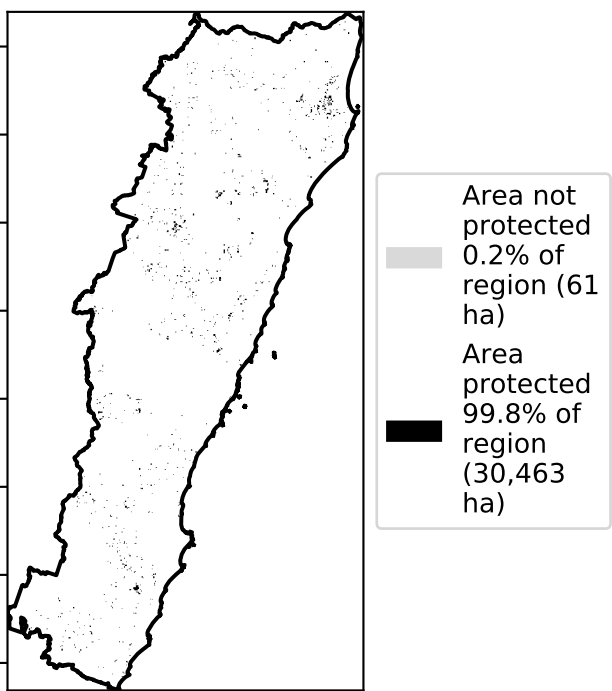 Area not
protected
0.2% of
region (61
ha)
Area
protected
99.8% of
region
(30,463
ha)